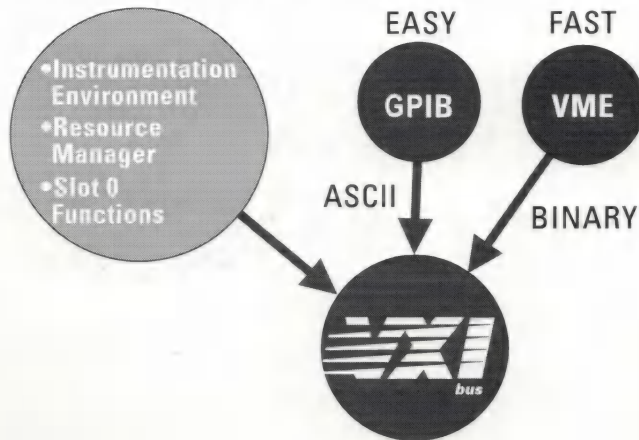 •Instrumentation
Environment
•Resource
Manager
•Slot 0
Functions
EASY
FAST
GPIB
VME
ASCII
BINARY
VXI
bus